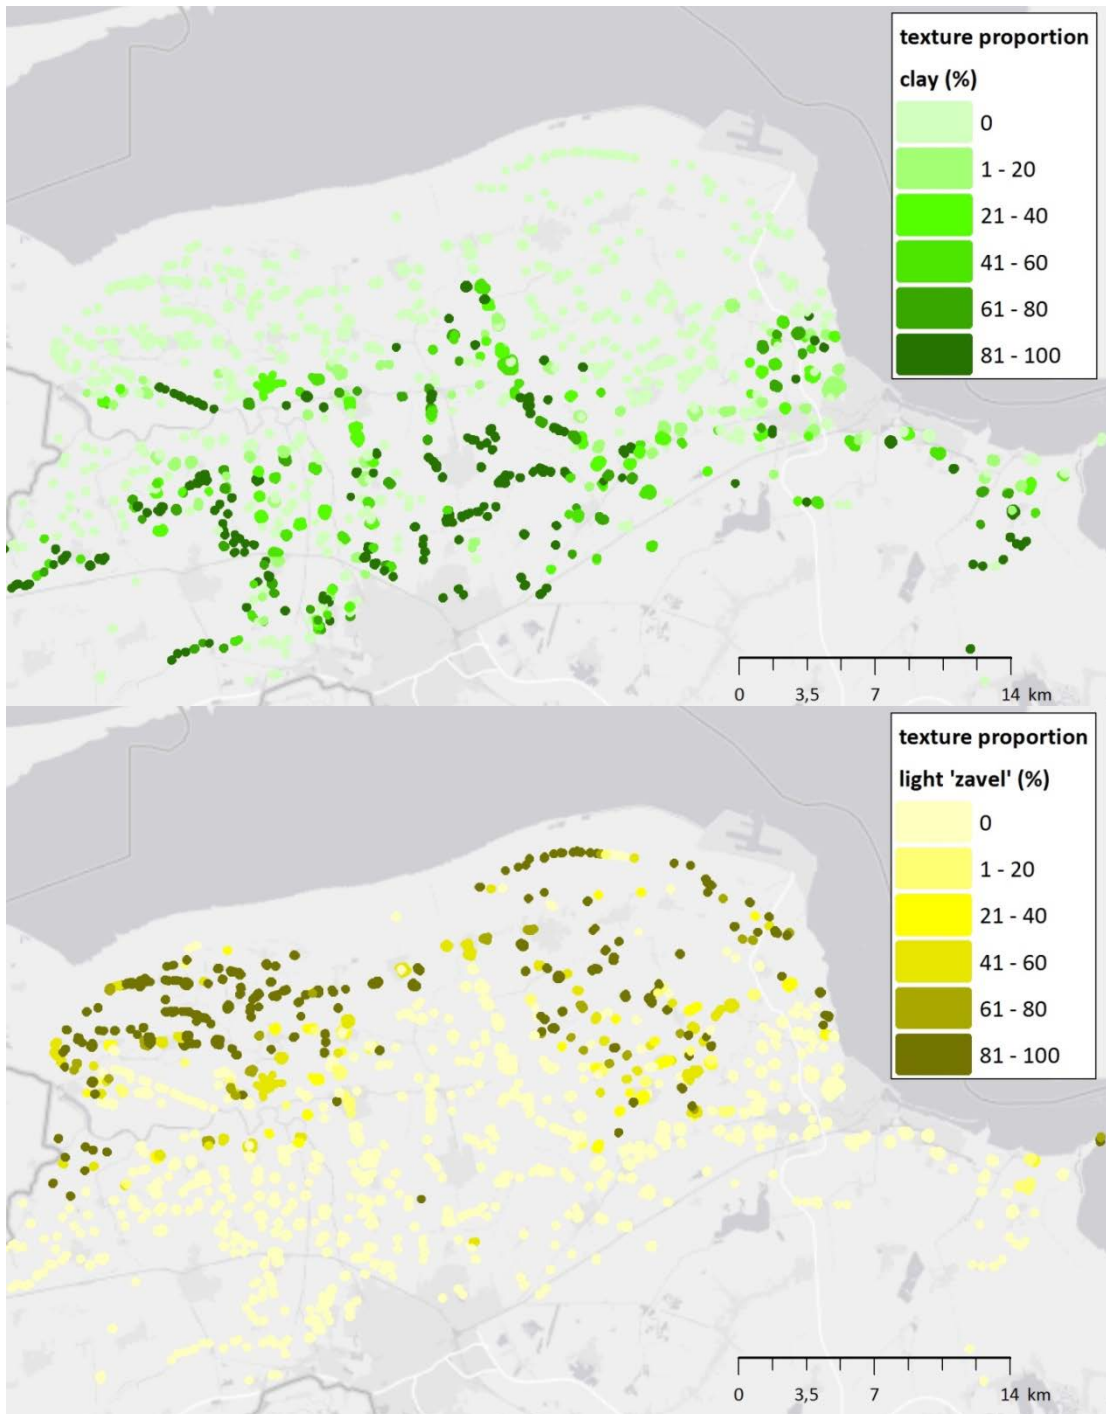 texture proportion
clay (%)
0
1 - 20
21 - 40
41 - 60
61 - 80
81 - 100
0 3,5 7 14 km
texture proportion
light 'zavel' (%)
0
1 - 20
21 - 40
41 - 60
61 - 80
81 - 100
0 3,5 7 14 km